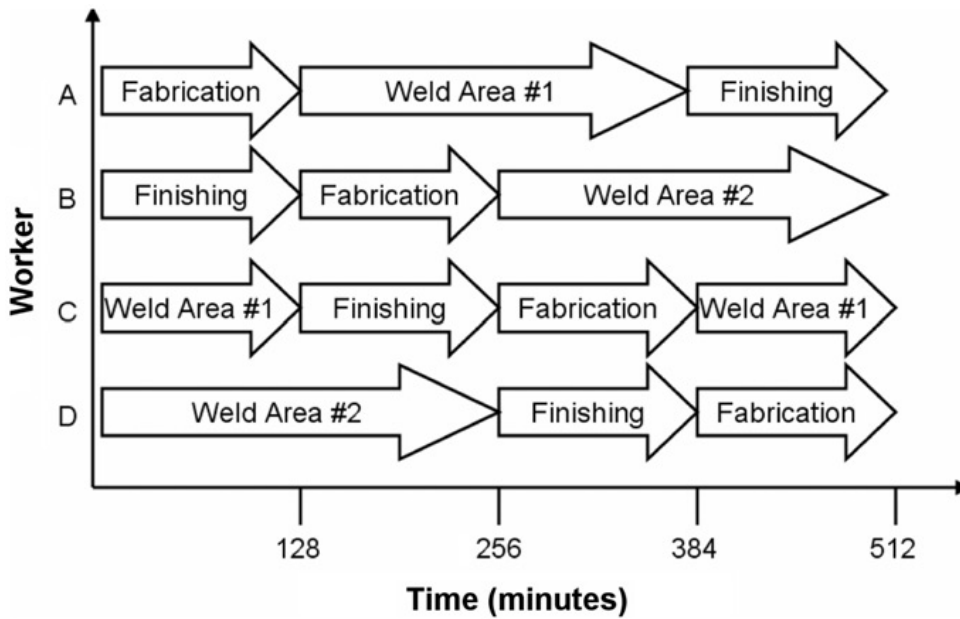 Worker
A
Fabrication
Weld Area #1
Finishing
B
Finishing
Fabrication
Weld Area #2
C
Weld Area #1
Finishing
Fabrication
Weld Area #1
D
Weld Area #2
Finishing
Fabrication
128
256
384
512
Time (minutes)